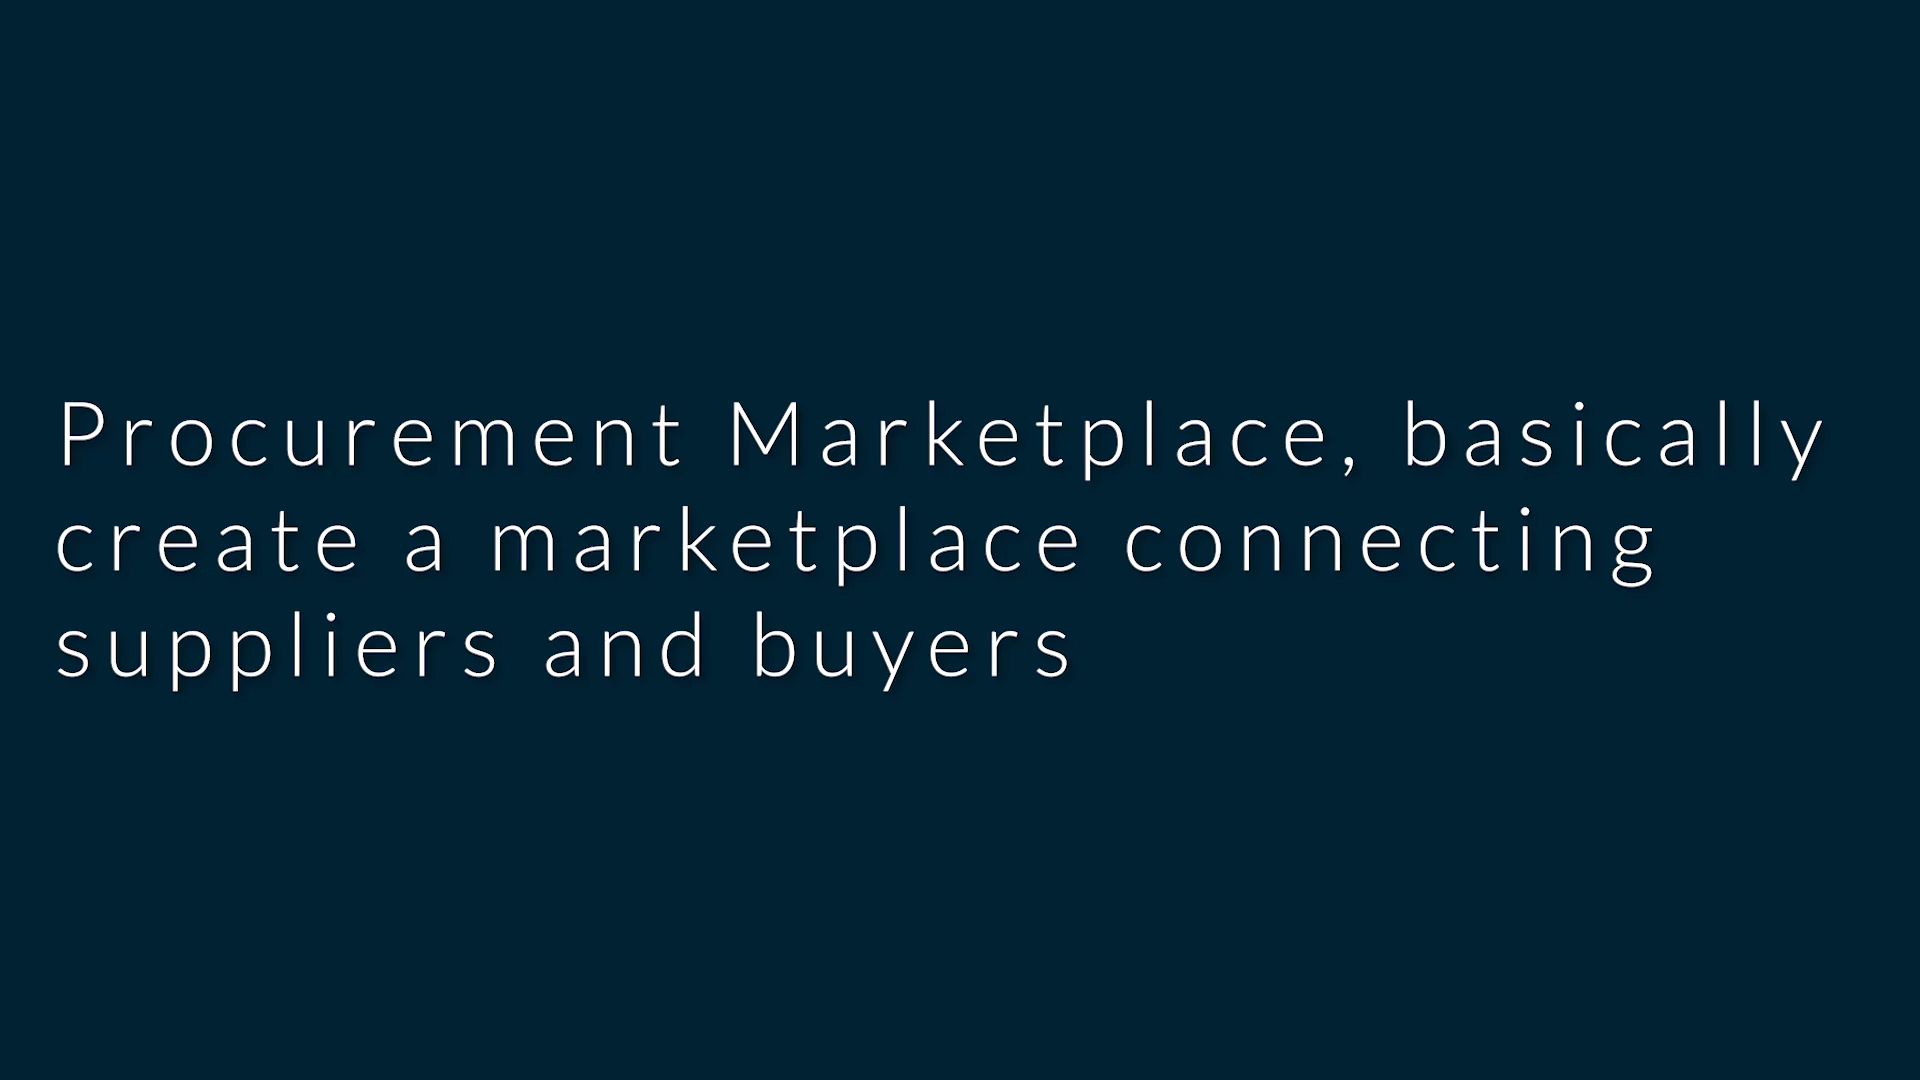 Procurement Marketplace, basically
create a marketplace connecting
suppliers and buyers